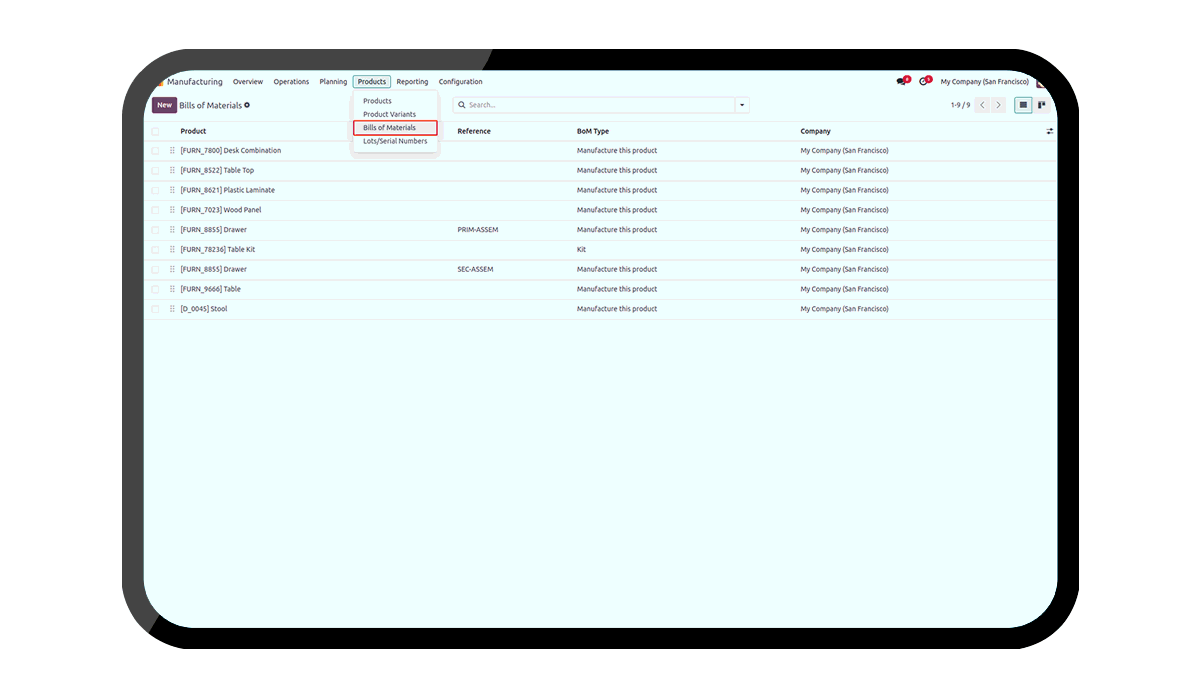 Manufacturing Overview Operations Planning Products Reporting Configuration 8 5 My Company (San Francisco)
New Bills of Materials Search... 1-9 / 9
Products
Product Variants
Bills of Materials
Lots/Serial Numbers
Product Reference BoM Type Company
[FURN_7800] Desk Combination Manufacture this product My Company (San Francisco)
[FURN_8522] Table Top Manufacture this product My Company (San Francisco)
[FURN_8621] Plastic Laminate Manufacture this product My Company (San Francisco)
[FURN_7023] Wood Panel Manufacture this product My Company (San Francisco)
[FURN_8855] Drawer PRIM-ASSEM Manufacture this product My Company (San Francisco)
[FURN_78236] Table Kit Kit My Company (San Francisco)
[FURN_8855] Drawer SEC-ASSEM Manufacture this product My Company (San Francisco)
[FURN_9666] Table Manufacture this product My Company (San Francisco)
[D_0045] Stool Manufacture this product My Company (San Francisco)